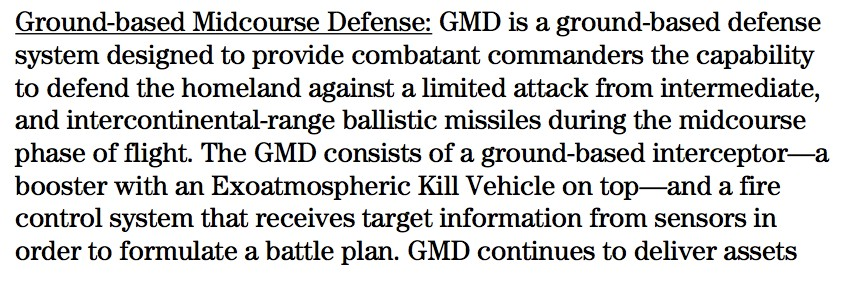 Ground-based Midcourse Defense: GMD is a ground-based defense
system designed to provide combatant commanders the capability
to defend the homeland against a limited attack from intermediate,
and intercontinental-range ballistic missiles during the midcourse
phase of flight. The GMD consists of a ground-based interceptor—a
booster with an Exoatmospheric Kill Vehicle on top—and a fire
control system that receives target information from sensors in
order to formulate a battle plan. GMD continues to deliver assets